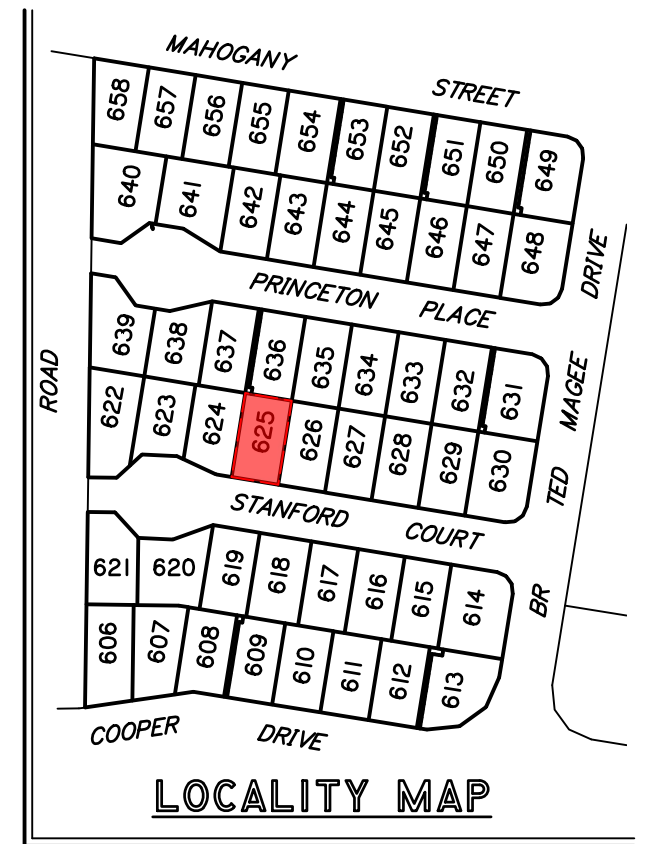 MAHOGANY STREET
658 657 656 655 654 653 652 651 650 649
640 641 642 643 644 645 646 647 648
PRINCETON PLACE
639 638 637 636 635 634 633 632 631
622 623 624 625 626 627 628 629 630
STANFORD COURT
621 620 619 618 617 616 615 614
606 607 608 609 610 611 612 613
COOPER DRIVE
ROAD
TED MAGEE DRIVE
BR
LOCALITY MAP